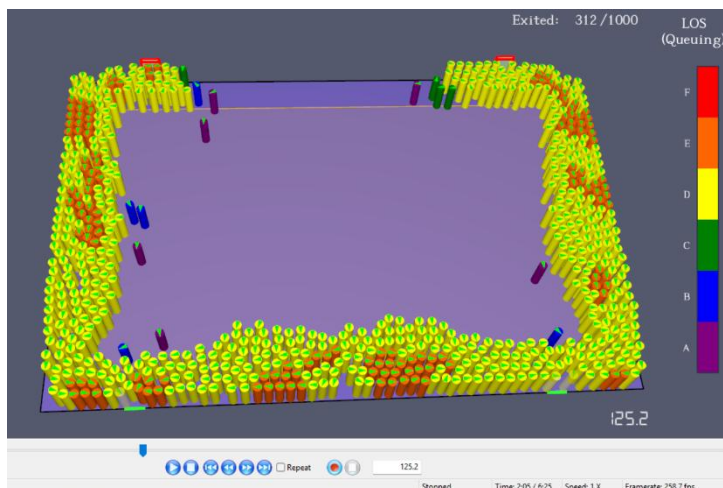 Exited: 312/1000
LOS
(Queuing)
F
E
D
C
B
A
125.2
Repeat
125.2
Stopped
Time: 2:05 / 6:25
Speed: 1 X
Framerate: 258.7 fps